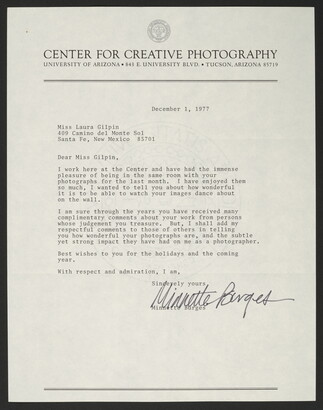 CENTER FOR CREATIVE PHOTOGRAPHY
UNIVERSITY OF ARIZONA • 843 E. UNIVERSITY BLVD. • TUCSON, ARIZONA 85719
December 1, 1977
Miss Laura Gilpin
409 Camino del Monte Sol
Santa Fe, New Mexico 85701
Dear Miss Gilpin,
I work here at the Center and have had the immense
pleasure of being in the same room with your
photographs for the last month. I have enjoyed them
so much, I wanted to tell you about how wonderful
it is to be able to watch your images dance about
on the wall.
I am sure through the years you have received many
complimentary comments about your work from persons
whose judgement you treasure. But, I shall add my
respectful comments to those of others in telling
you how wonderful your photographs are, and the subtle
yet strong impact they have had on me as a photographer.
Best wishes to you for the holidays and the coming
year.
With respect and admiration, I am,
Sincerely yours,
Minnette Burges
Minnette Burges